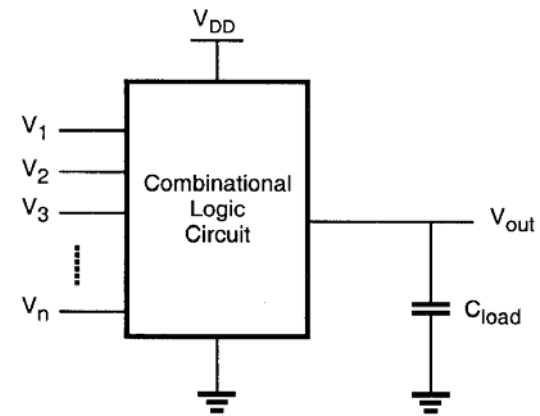 VDD
V1
V2
V3
Vn
Combinational
Logic
Circuit
Vout
Cload